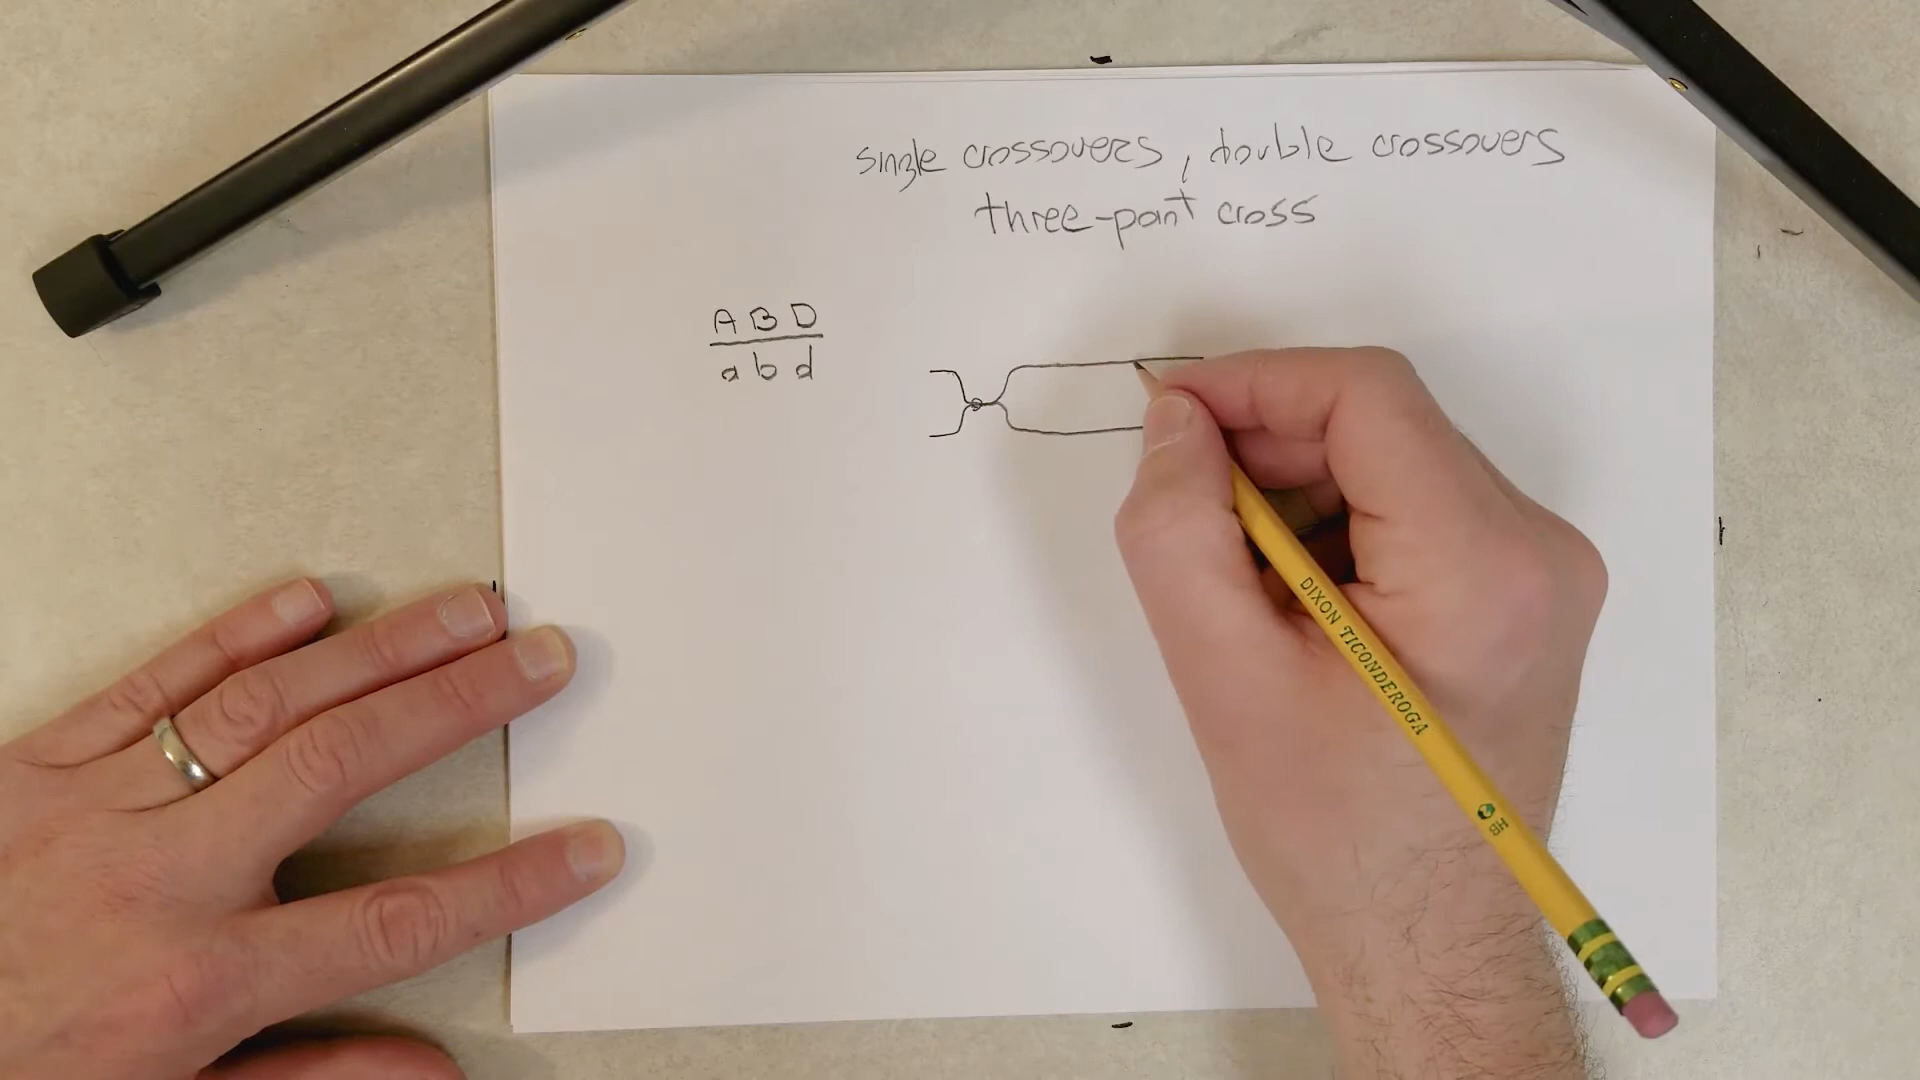 single crossovers, double crossovers
three-point cross
A B D
a b d
DIXON TICONDEROGA
HB